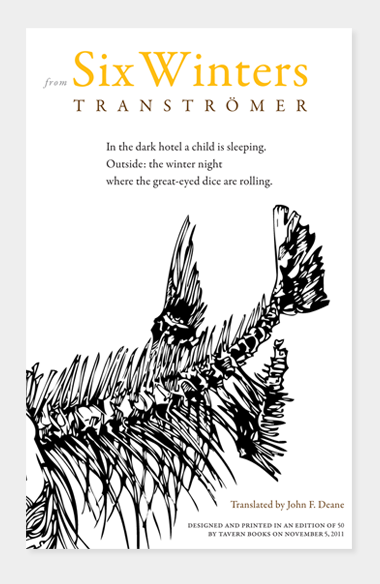 from Six Winters
TRANSTRÖMER
In the dark hotel a child is sleeping.
Outside: the winter night
where the great-eyed dice are rolling.
Translated by John F. Deane
DESIGNED AND PRINTED IN AN EDITION OF 50
BY TAVERN BOOKS ON NOVEMBER 5, 2011